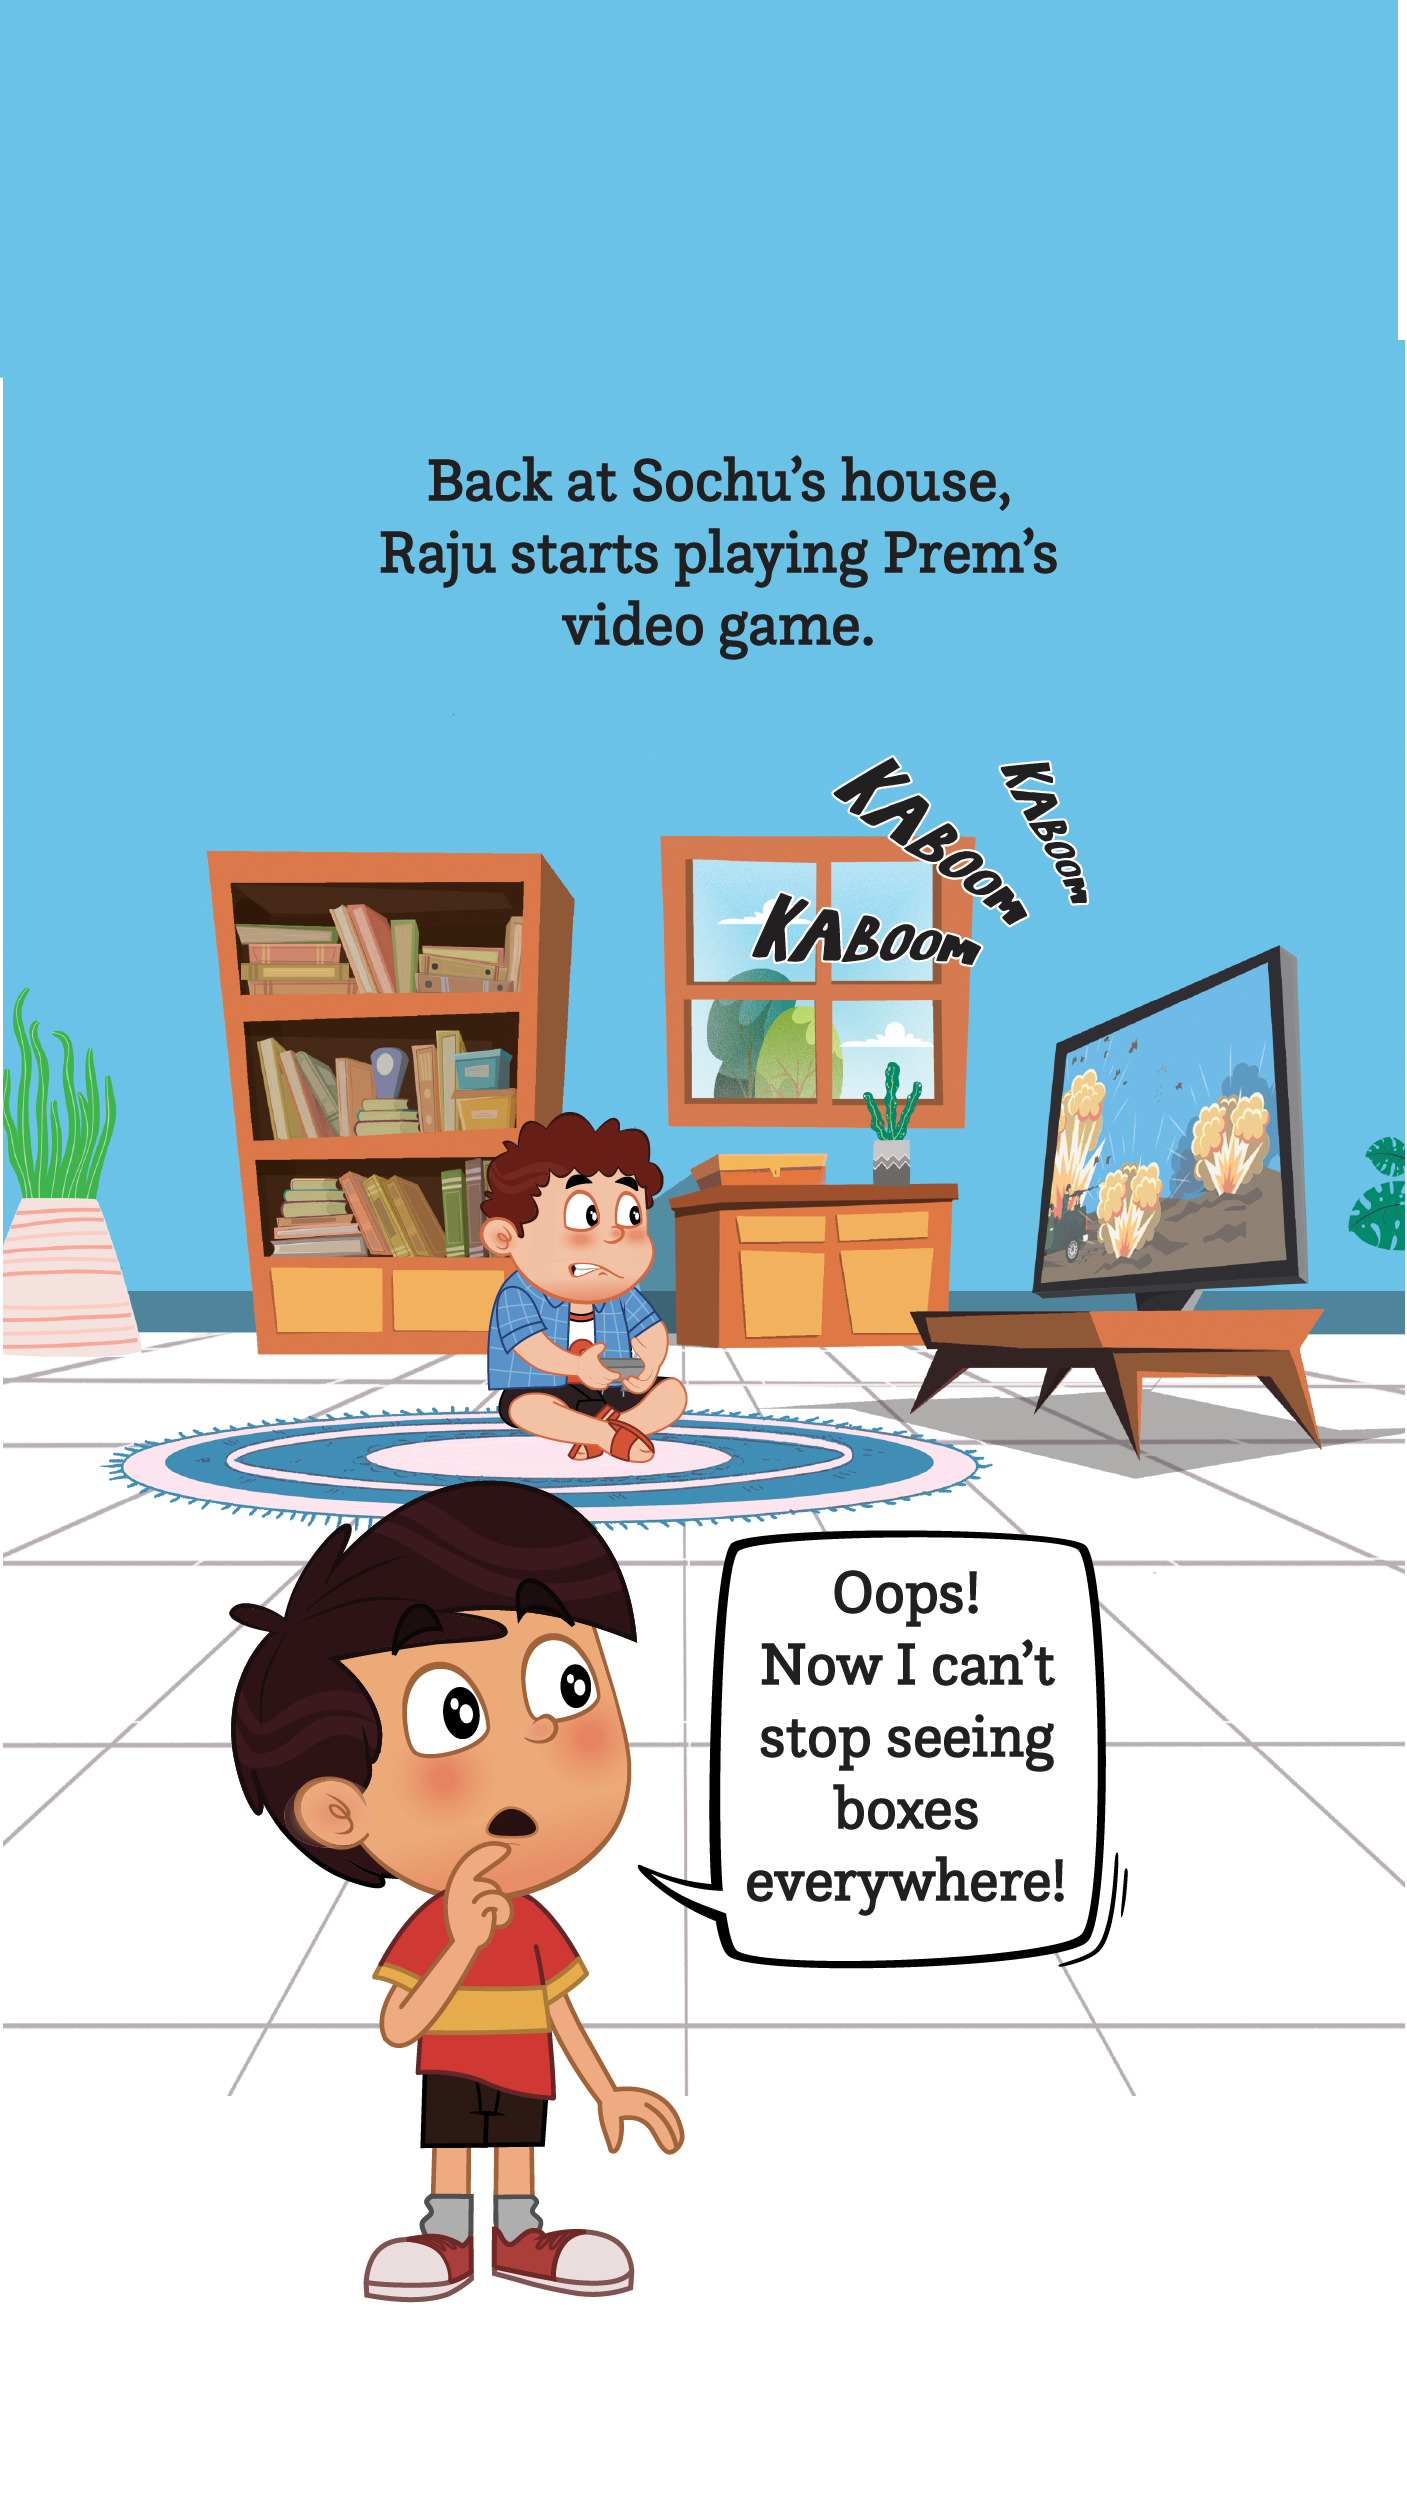 Back at Sochu’s house,
Raju starts playing Prem’s
video game.
KABOOM
KABOOM
KABOOM
Oops!
Now I can’t
stop seeing
boxes
everywhere!